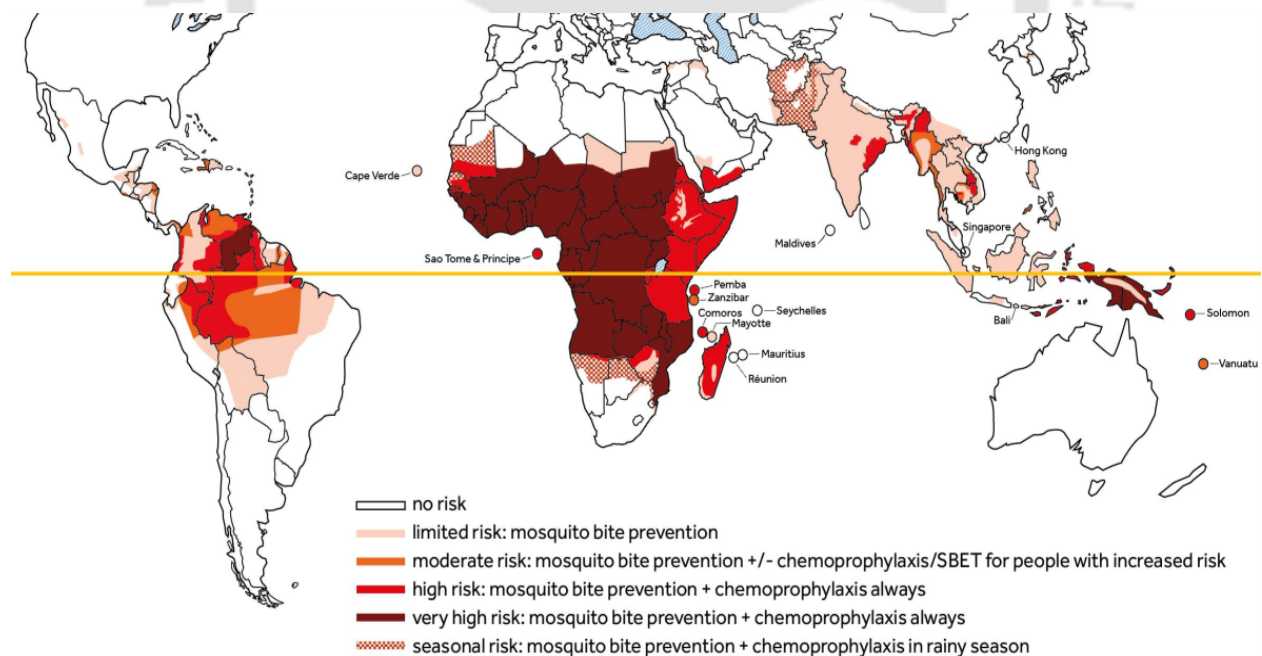 Hong Kong
Cape Verde
Singapore
Maldives
Sao Tome & Principe
Pemba
Zanzibar
Seychelles
Comoros
Mayotte
Bali
Solomon
Mauritius
Réunion
Vanuatu
no risk
limited risk: mosquito bite prevention
moderate risk: mosquito bite prevention +/- chemoprophylaxis/SBET for people with increased risk
high risk: mosquito bite prevention + chemoprophylaxis always
very high risk: mosquito bite prevention + chemoprophylaxis always
seasonal risk: mosquito bite prevention + chemoprophylaxis in rainy season